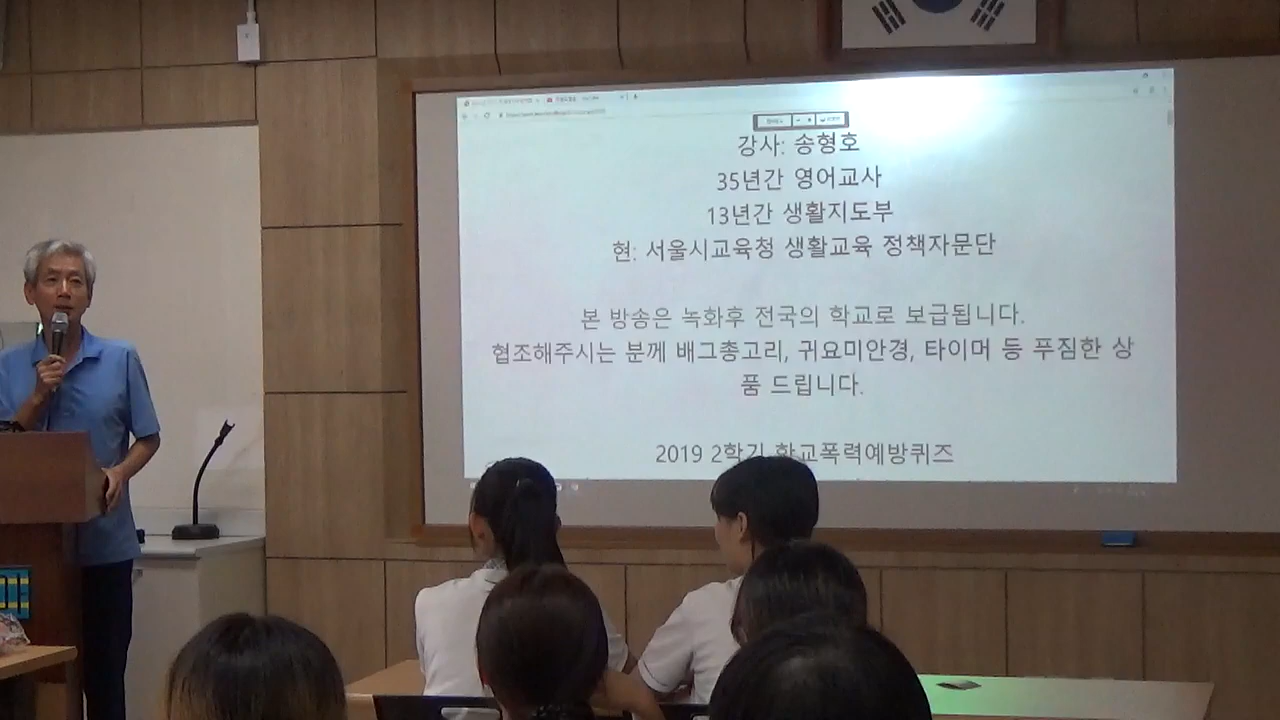 강사: 송형호
35년간 영어교사
13년간 생활지도부
현: 서울시교육청 생활교육 정책자문단
본 방송은 녹화후 전국의 학교로 보급됩니다.
협조해주시는 분께 배그총고리, 귀요미안경, 타이머 등 푸짐한 상
품 드립니다.
2019 2학기 학교폭력예방퀴즈